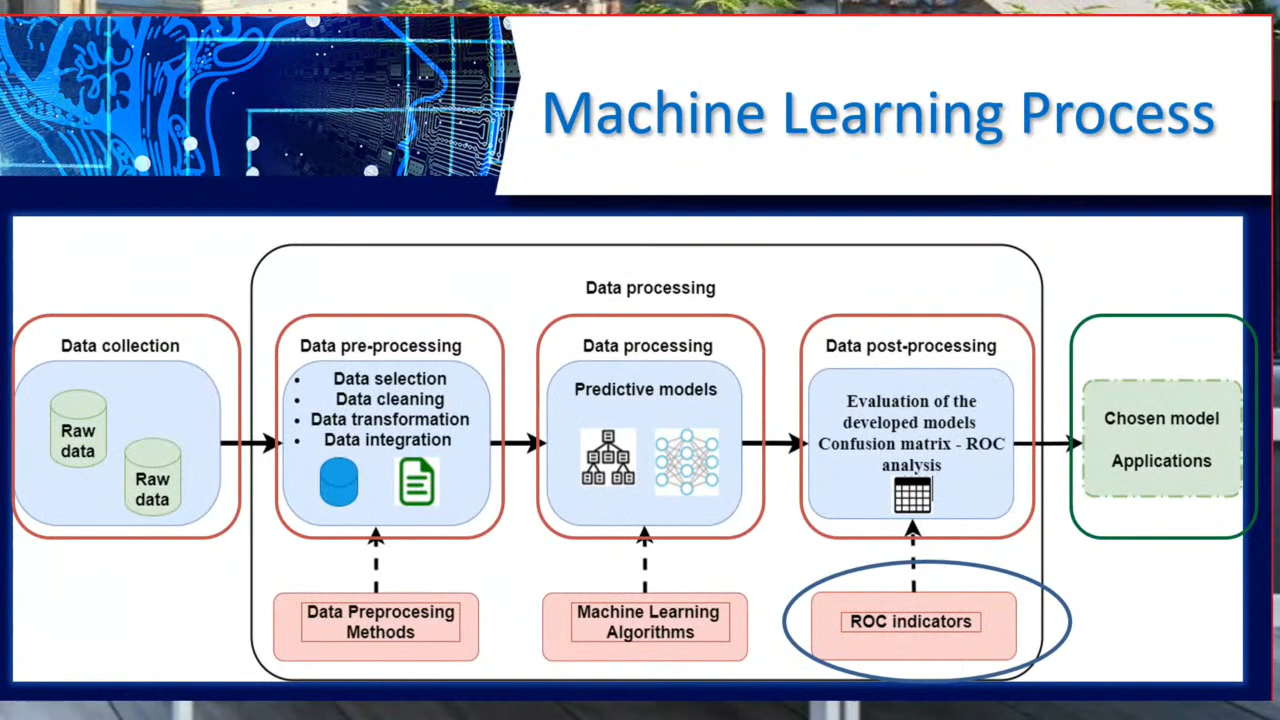 Machine Learning Process
Data processing
Data collection
Raw
data
Raw
data
Data pre-processing
• Data selection
• Data cleaning
• Data transformation
• Data integration
Data processing
Predictive models
Data post-processing
Evaluation of the
developed models
Confusion matrix - ROC
analysis
Chosen model
Applications
Data Preprocesing
Methods
Machine Learning
Algorithms
ROC indicators